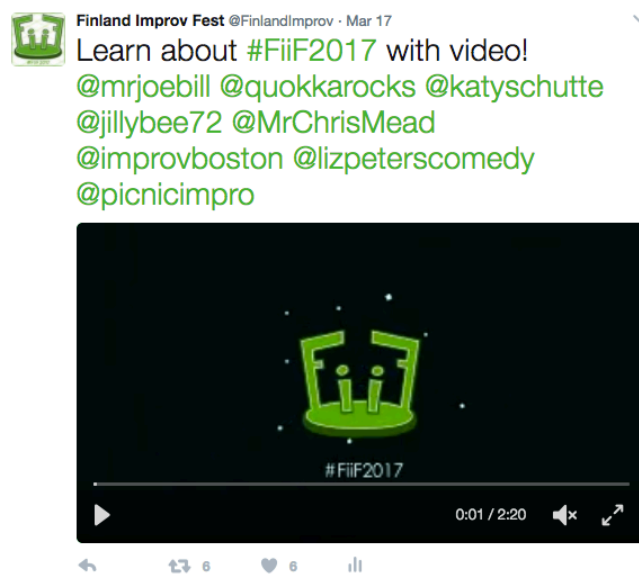 Finland Improv Fest @FinlandImprov · Mar 17
Learn about #FiiF2017 with video!
@mrjoebill @quokkarocks @katyschutte
@jillybee72 @MrChrisMead
@improvboston @lizpeterscomedy
@picnicimpro
FiiF
#FiiF2017
0:01 / 2:20
6 6